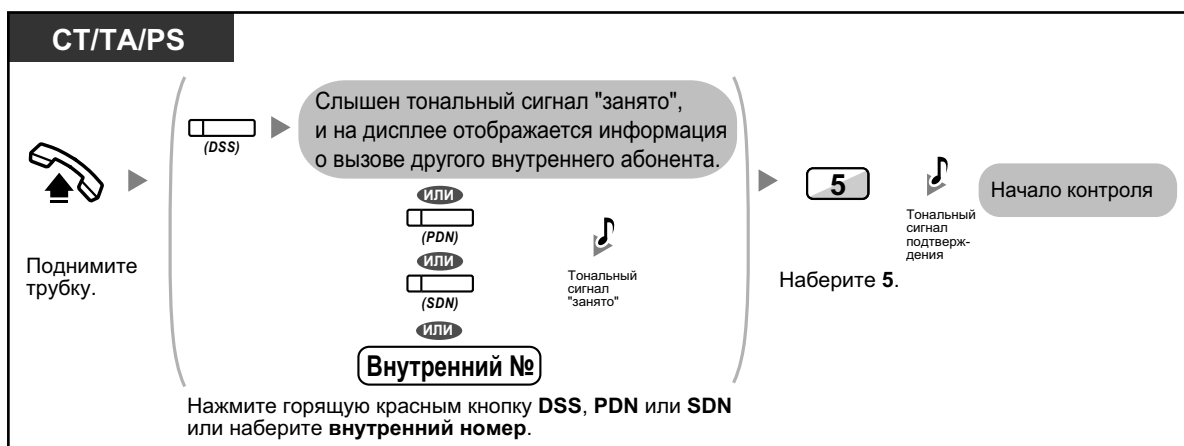 CT/TA/PS
Поднимите
трубку.
(DSS)
Слышен тональный сигнал "занято",
и на дисплее отображается информация
о вызове другого внутреннего абонента.
или
(PDN)
или
(SDN)
или
Внутренний №
Тональный
сигнал
"занято"
Нажмите горящую красным кнопку DSS, PDN или SDN
или наберите внутренний номер.
5
Наберите 5.
Тональный
сигнал
подтверж-
дения
Начало контроля